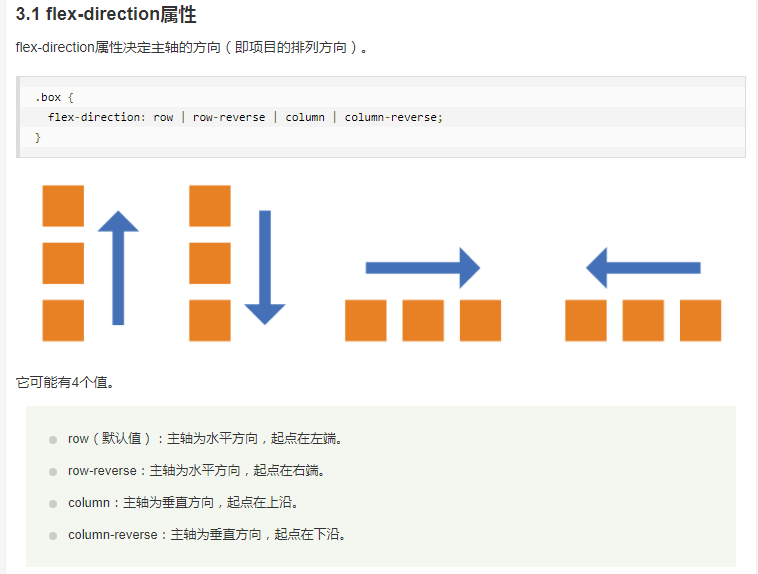 3.1 flex-direction属性
flex-direction属性决定主轴的方向（即项目的排列方向）。
.box {
  flex-direction: row | row-reverse | column | column-reverse;
}
它可能有4个值。
row（默认值）：主轴为水平方向，起点在左端。
row-reverse：主轴为水平方向，起点在右端。
column：主轴为垂直方向，起点在上沿。
column-reverse：主轴为垂直方向，起点在下沿。